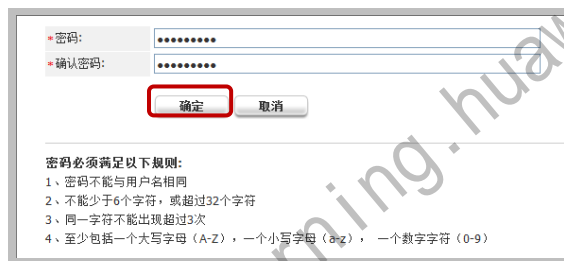 *密码: ●●●●●●●●●
*确认密码: ●●●●●●●●●
确定 取消
密码必须满足以下规则:
1、密码不能与用户名相同
2、不能少于6个字符，或超过32个字符
3、同一字符不能出现超过3次
4、至少包括一个大写字母（A-Z），一个小写字母（a-z）， 一个数字字符（0-9）
rning.huaw